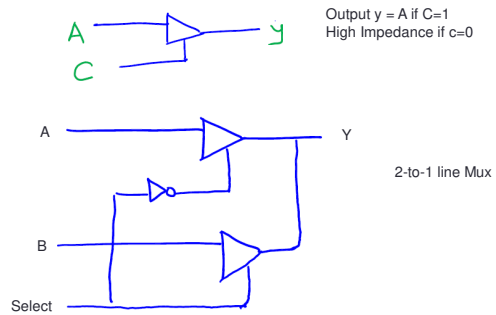 A
C
y
Output y = A if C=1
High Impedance if c=0
A
Y
2-to-1 line Mux
B
Select